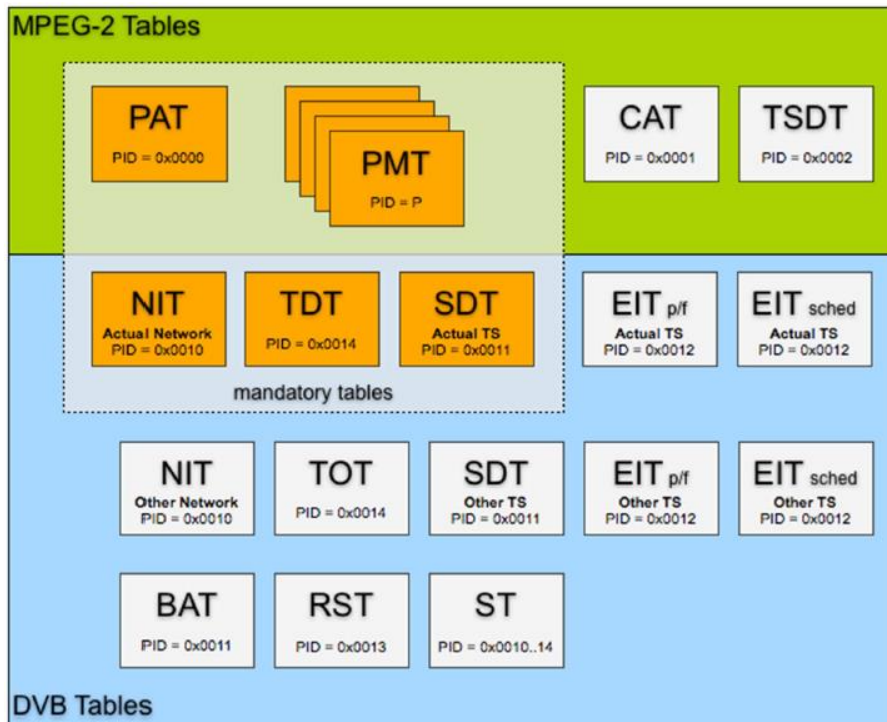 MPEG-2 Tables
PAT
PID = 0x0000
PMT
PID = P
CAT
PID = 0x0001
TSDT
PID = 0x0002
NIT
Actual Network
PID = 0x0010
TDT
PID = 0x0014
SDT
Actual TS
PID = 0x0011
EIT p/f
Actual TS
PID = 0x0012
EIT sched
Actual TS
PID = 0x0012
mandatory tables
NIT
Other Network
PID = 0x0010
TOT
PID = 0x0014
SDT
Other TS
PID = 0x0011
EIT p/f
Other TS
PID = 0x0012
EIT sched
Other TS
PID = 0x0012
BAT
PID = 0x0011
RST
PID = 0x0013
ST
PID = 0x0010..14
DVB Tables